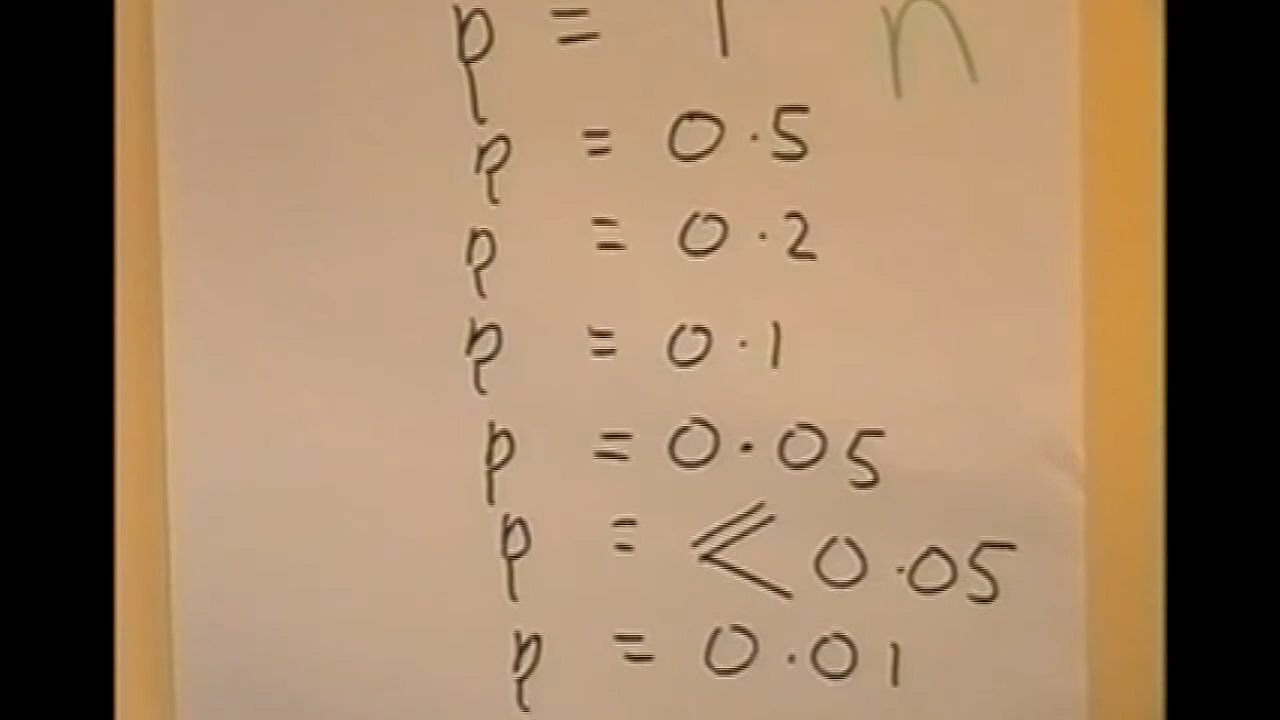 p = 1 n
p = 0.5
p = 0.2
p = 0.1
p = 0.05
p = < 0.05
p = 0.01